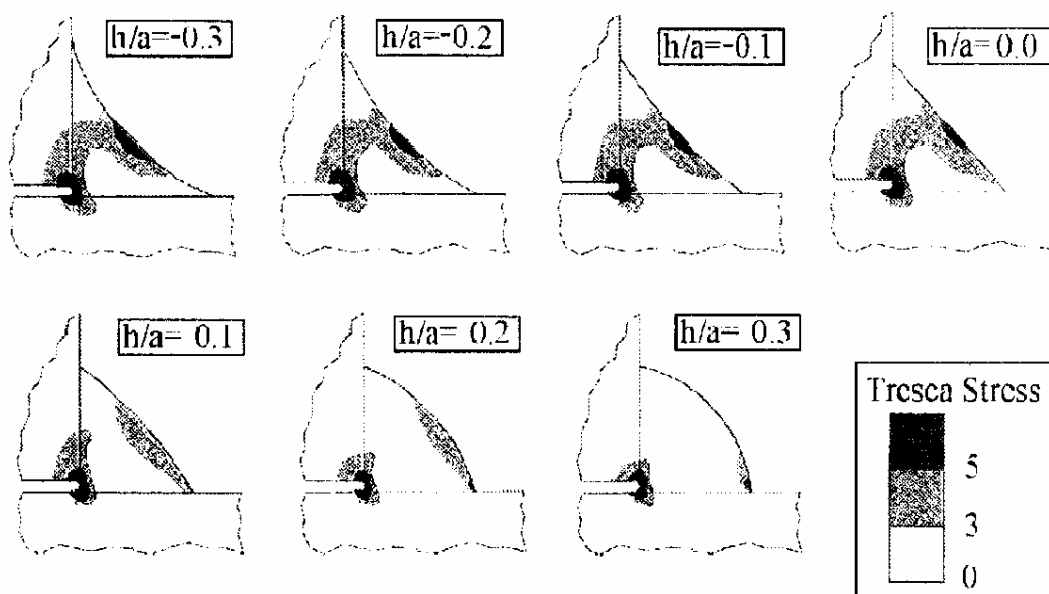 h/a=-0.3
h/a=-0.2
h/a=-0.1
h/a= 0.0
h/a= 0.1
h/a= 0.2
h/a= 0.3
Tresca Stress
5
3
0